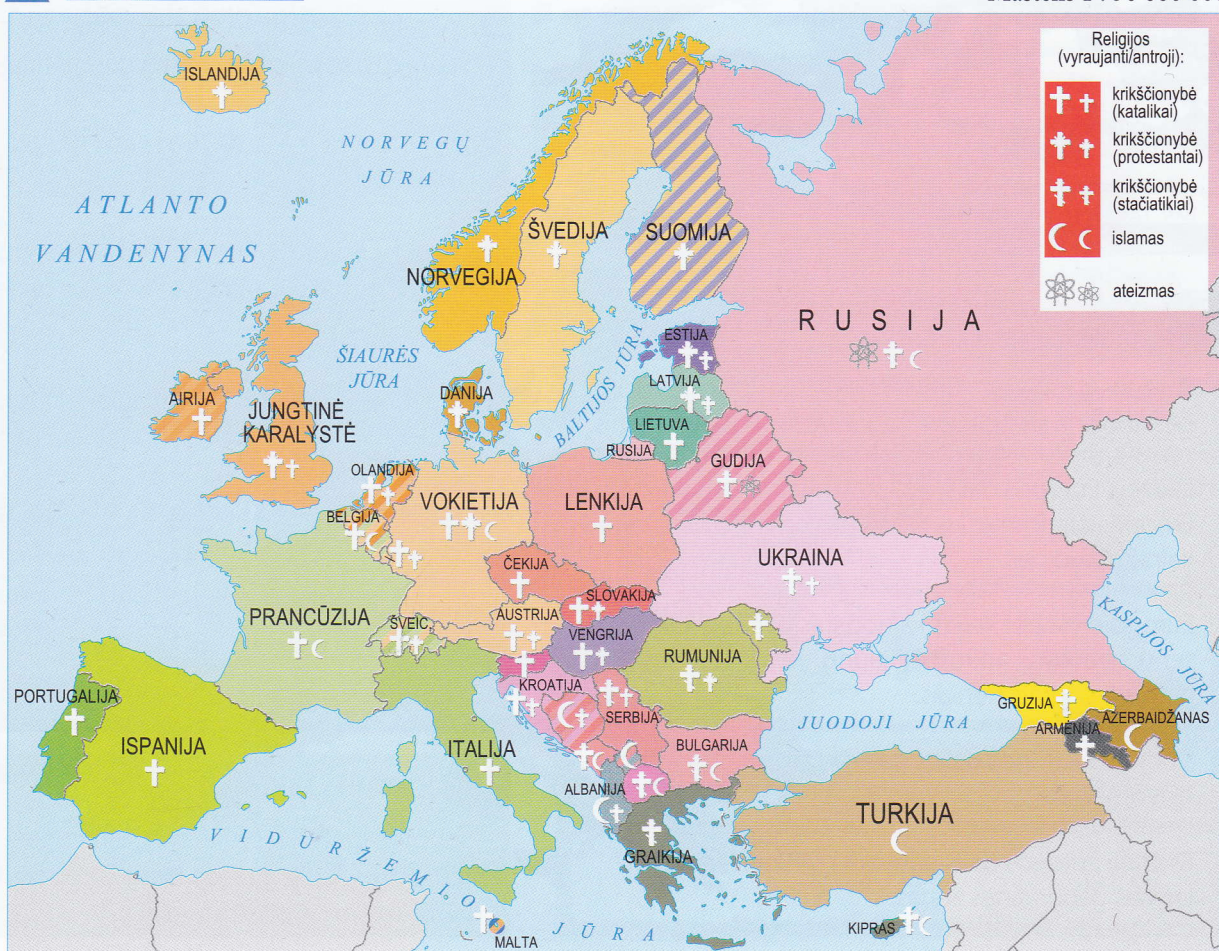 Religijos
(vyraujanti/antroji):
krikščionybė
(katalikai)
krikščionybė
(protestantai)
krikščionybė
(stačiatikiai)
islamas
ateizmas
ISLANDIJA
NORVEGŲ
JŪRA
ATLANTO
VANDENYNAS
ŠVEDIJA
SUOMIJA
NORVEGIJA
RUSIJA
ESTIJA
ŠIAURĖS
JŪRA
BALTIJOS JŪRA
LATVIJA
AIRIJA
DANIJA
JUNGTINĖ
KARALYSTĖ
LIETUVA
RUSIJA
GUDIJA
OLANDIJA
VOKIETIJA
LENKIJA
BELGIJA
UKRAINA
ČEKIJA
SLOVAKIJA
KASPIJOS JŪRA
PRANCŪZIJA
ŠVEIC.
AUSTRIJA
VENGRIJA
RUMUNIJA
KROATIJA
PORTUGALIJA
ISPANIJA
ITALIJA
SERBIJA
JUODOJI JŪRA
GRUZIJA
ARMĖNIJA
AZERBAIDŽANAS
BULGARIJA
ALBANIJA
TURKIJA
GRAIKIJA
VIDURŽEMIO JŪRA
MALTA
KIPRAS